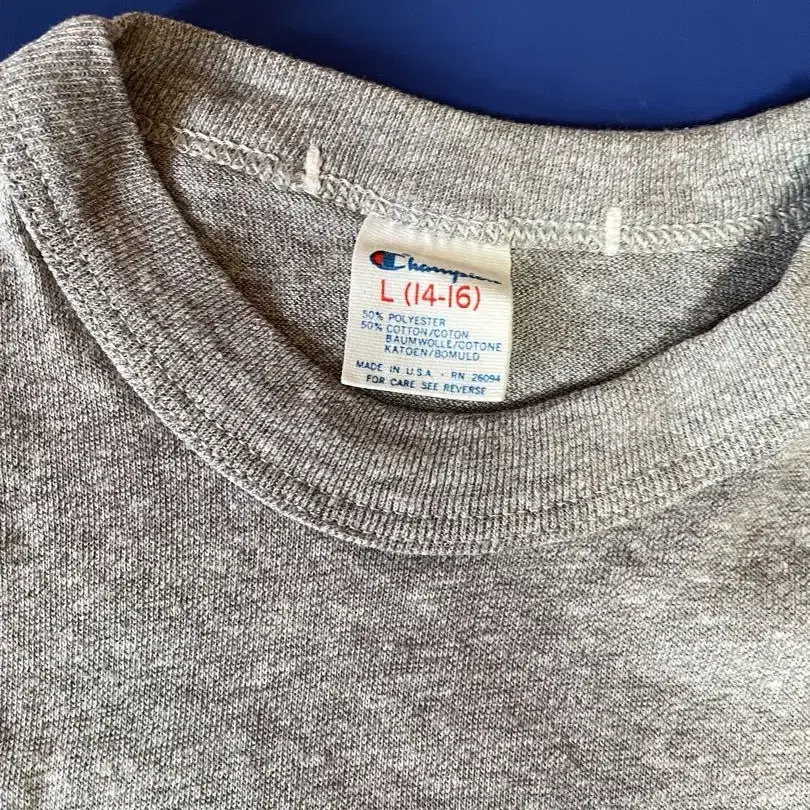 Champion
L (14-16)
50% POLYESTER
50% COTTON/COTON
BAUMWOLLE/COTONE
KATOEN/BOMULD
MADE IN U.S.A. - RN 26094
FOR CARE SEE REVERSE